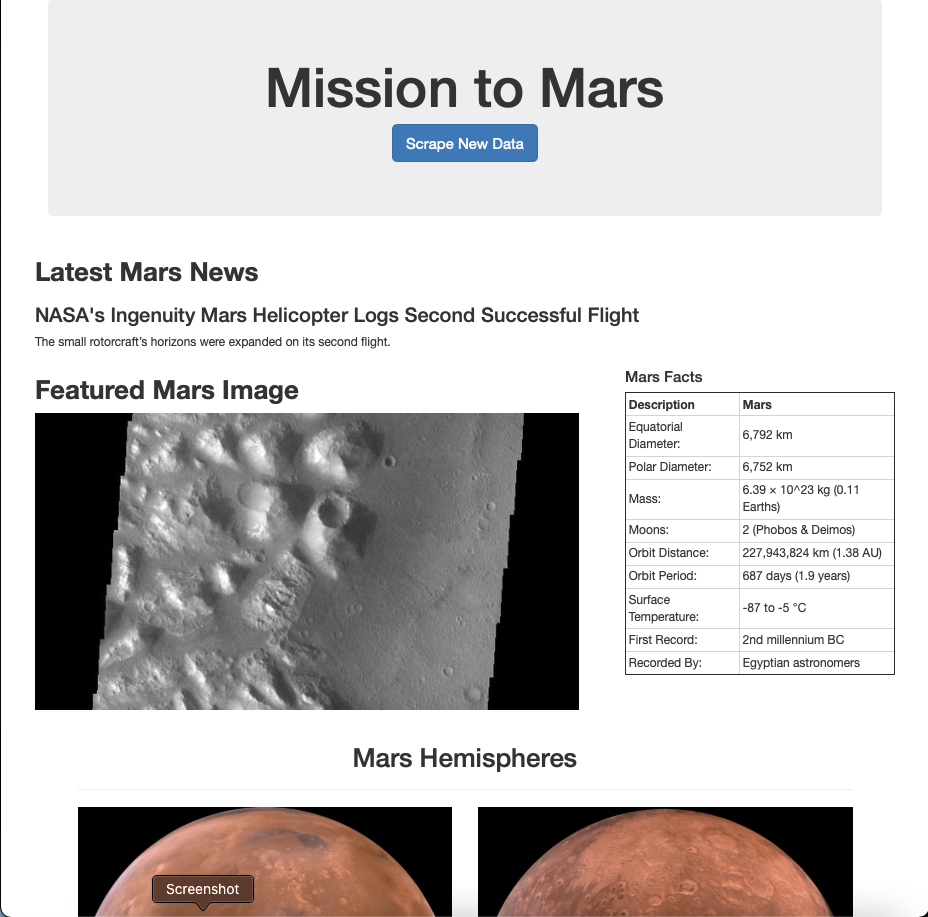 Mission to Mars
Scrape New Data
Latest Mars News
NASA's Ingenuity Mars Helicopter Logs Second Successful Flight
The small rotorcraft’s horizons were expanded on its second flight.
Featured Mars Image
Mars Facts
Description Mars
Equatorial
Diameter: 6,792 km
Polar Diameter: 6,752 km
Mass: 6.39 × 10^23 kg (0.11
Earths)
Moons: 2 (Phobos & Deimos)
Orbit Distance: 227,943,824 km (1.38 AU)
Orbit Period: 687 days (1.9 years)
Surface
Temperature: -87 to -5 °C
First Record: 2nd millennium BC
Recorded By: Egyptian astronomers
Mars Hemispheres
Screenshot